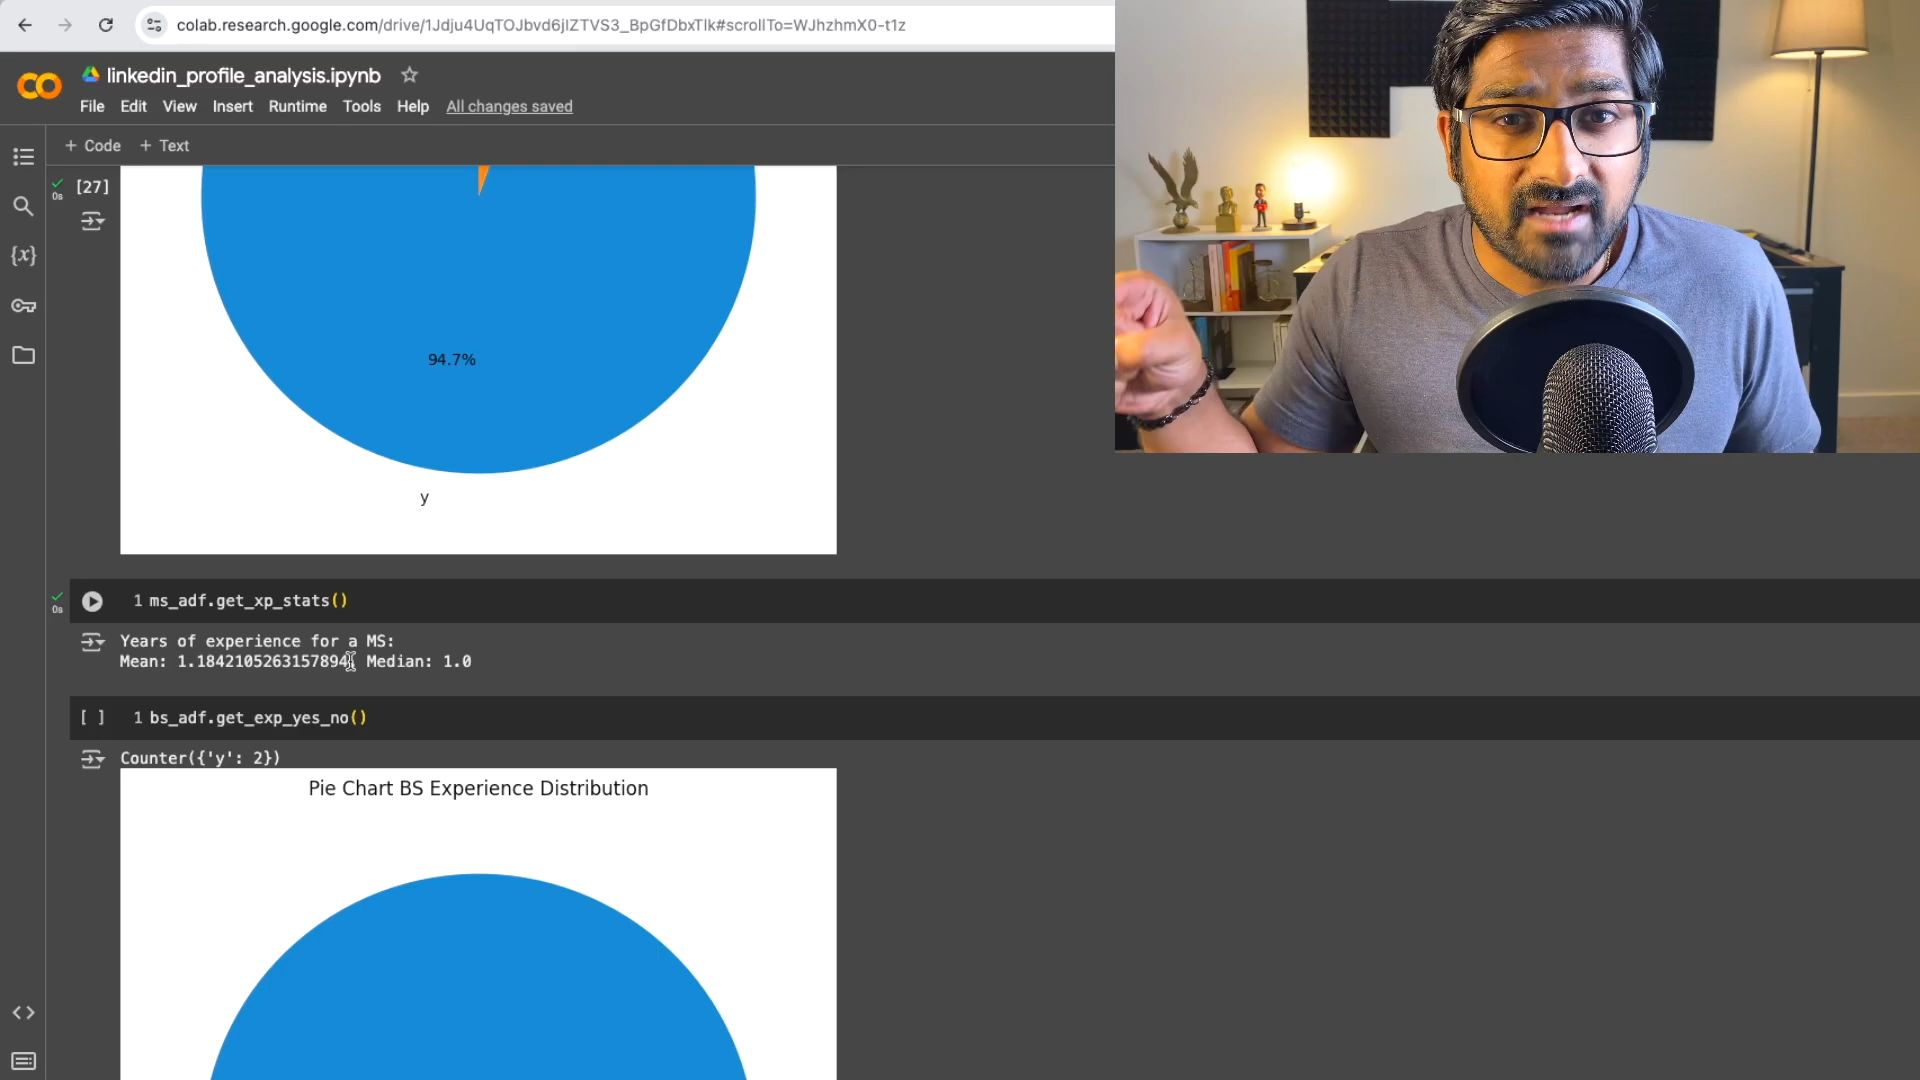 colab.research.google.com/drive/1Jdju4UqTOJbvd6jIZTVS3_BpGfDbxTlk#scrollTo=WJhzhmX0-t1z
linkedin_profile_analysis.ipynb
File Edit View Insert Runtime Tools Help All changes saved
+ Code + Text
[27]
0s
94.7%
y
0s
1 ms_adf.get_xp_stats()
Years of experience for a MS:
Mean: 1.1842105263157894, Median: 1.0
[ ] 1 bs_adf.get_exp_yes_no()
Counter({'y': 2})
Pie Chart BS Experience Distribution